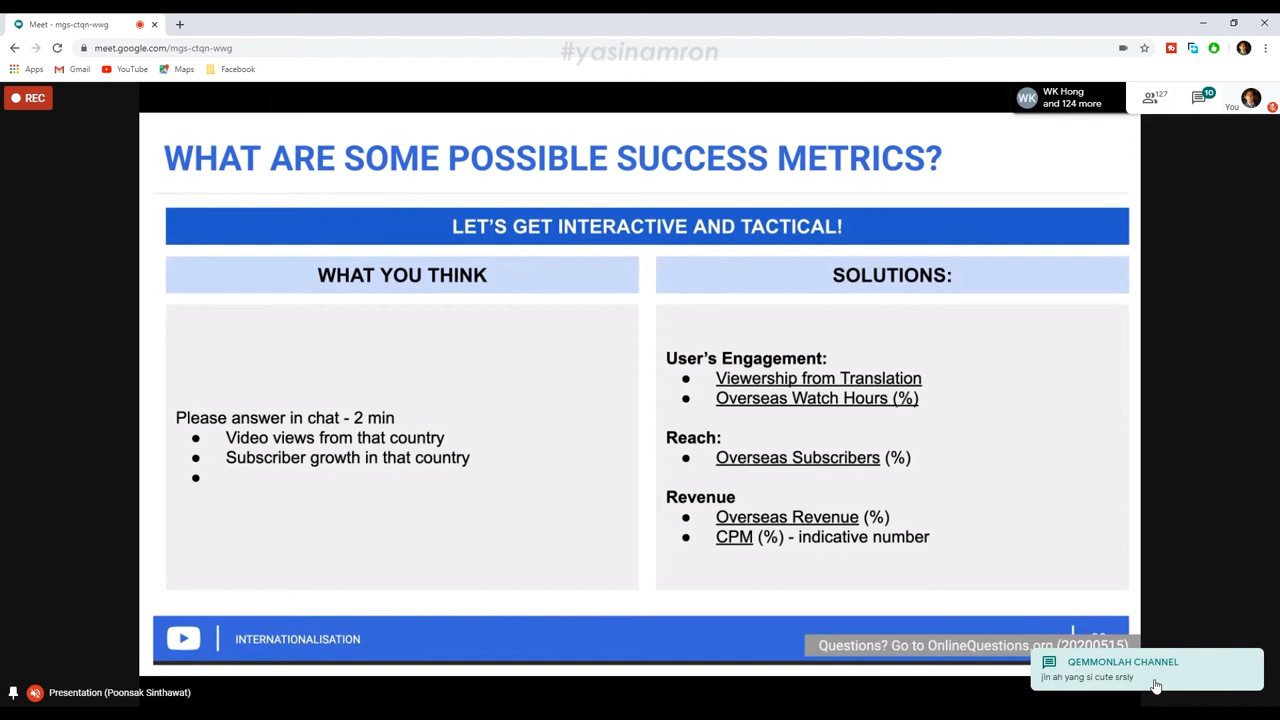 Meet - mgs-ctqn-wwg
meet.google.com/mgs-ctqn-wwg
#yasinamron
Apps Gmail YouTube Maps Facebook
REC
WK
WK Hong
and 124 more
127
10
You
WHAT ARE SOME POSSIBLE SUCCESS METRICS?
LET'S GET INTERACTIVE AND TACTICAL!
WHAT YOU THINK
Please answer in chat - 2 min
● Video views from that country
● Subscriber growth in that country
●
SOLUTIONS:
User's Engagement:
● Viewership from Translation
● Overseas Watch Hours (%)
Reach:
● Overseas Subscribers (%)
Revenue
● Overseas Revenue (%)
● CPM (%) - indicative number
INTERNATIONALISATION
Questions? Go to OnlineQuestions.org (20200515)
QEMMONLAH CHANNEL
jin ah yang si cute srsly
Presentation (Poonsak Sinthawat)